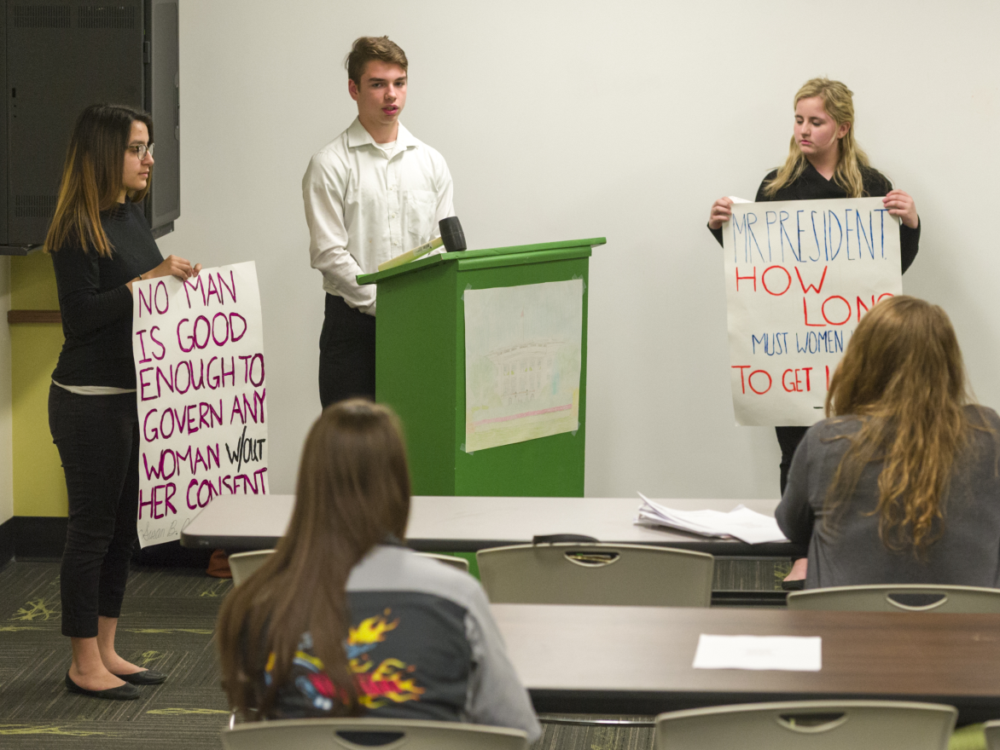 NO MAN
IS GOOD
ENOUGH TO
GOVERN ANY
WOMAN W/OUT
HER CONSENT
Susan B.
MR PRESIDENT.
HOW
LONG
MUST WOMEN
TO GET